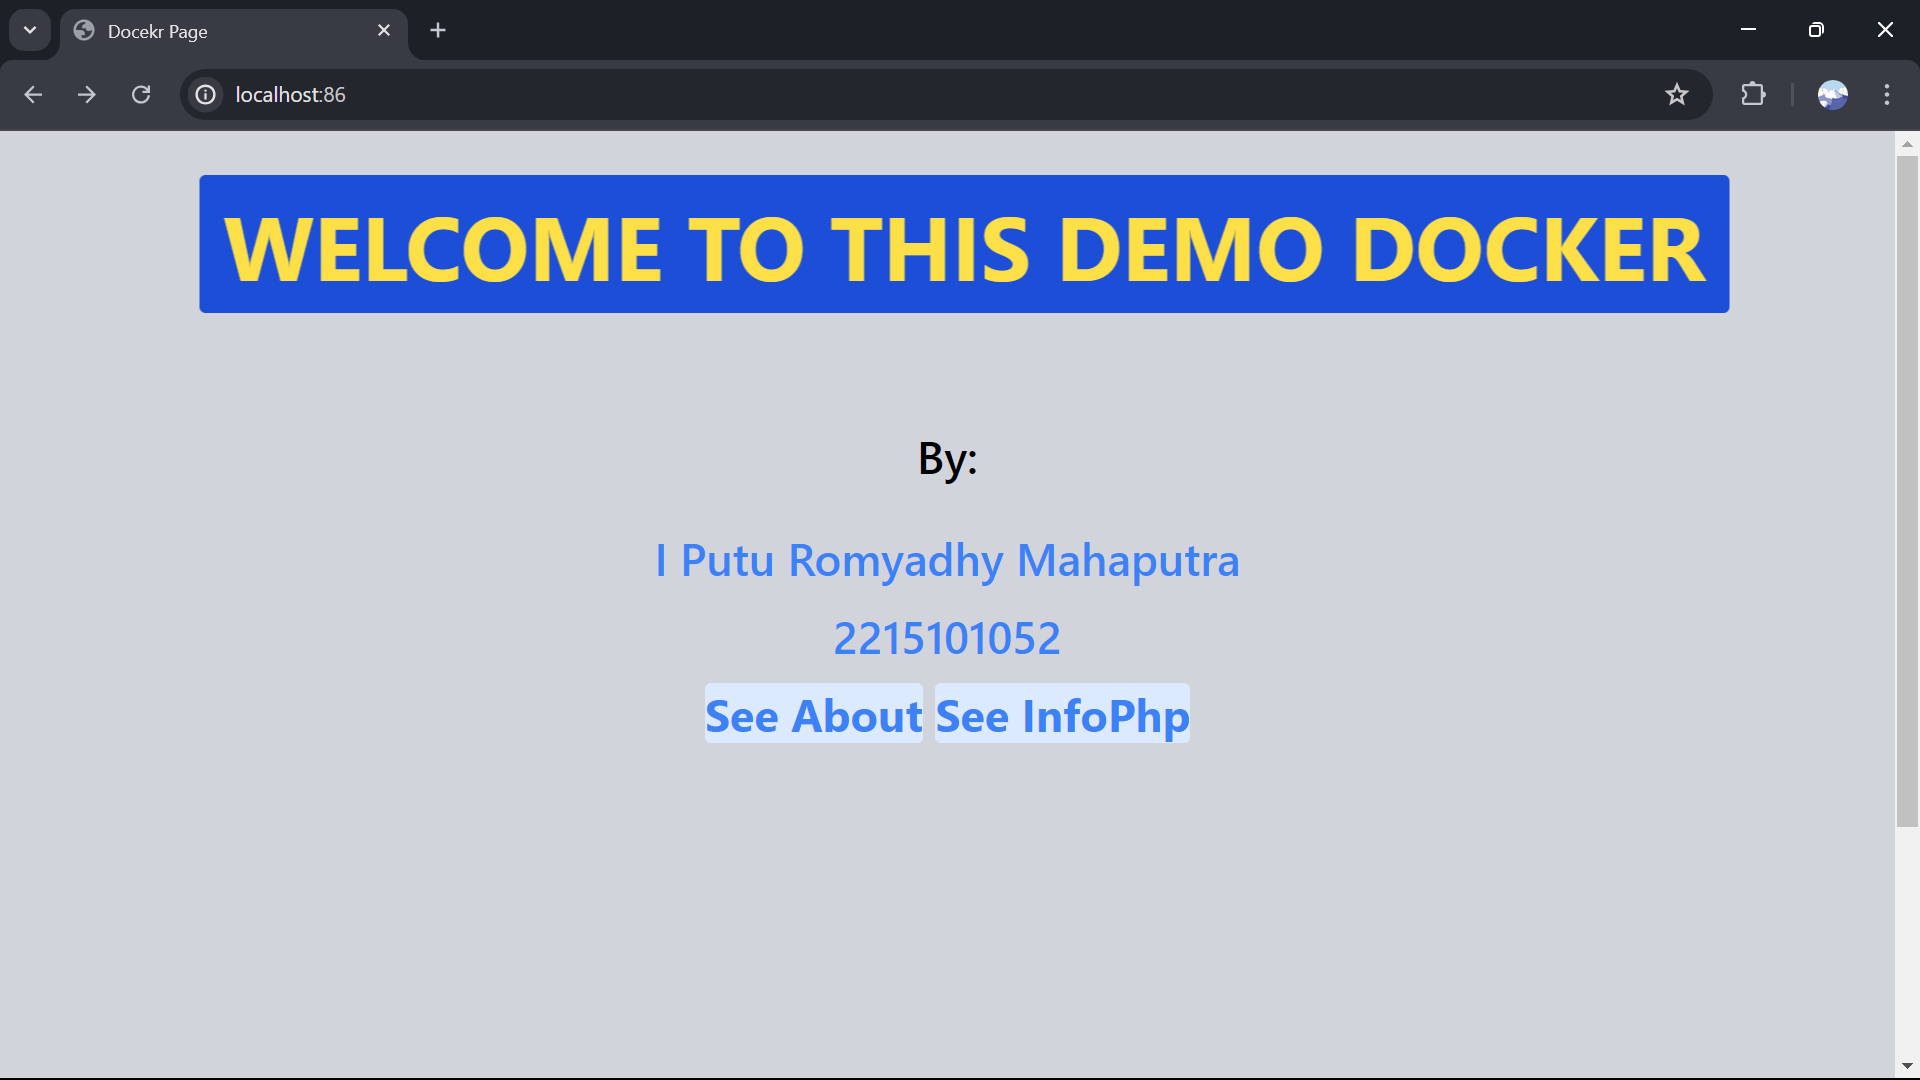 Docekr Page
localhost:86
WELCOME TO THIS DEMO DOCKER
By:
I Putu Romyadhy Mahaputra
2215101052
See About See InfoPhp